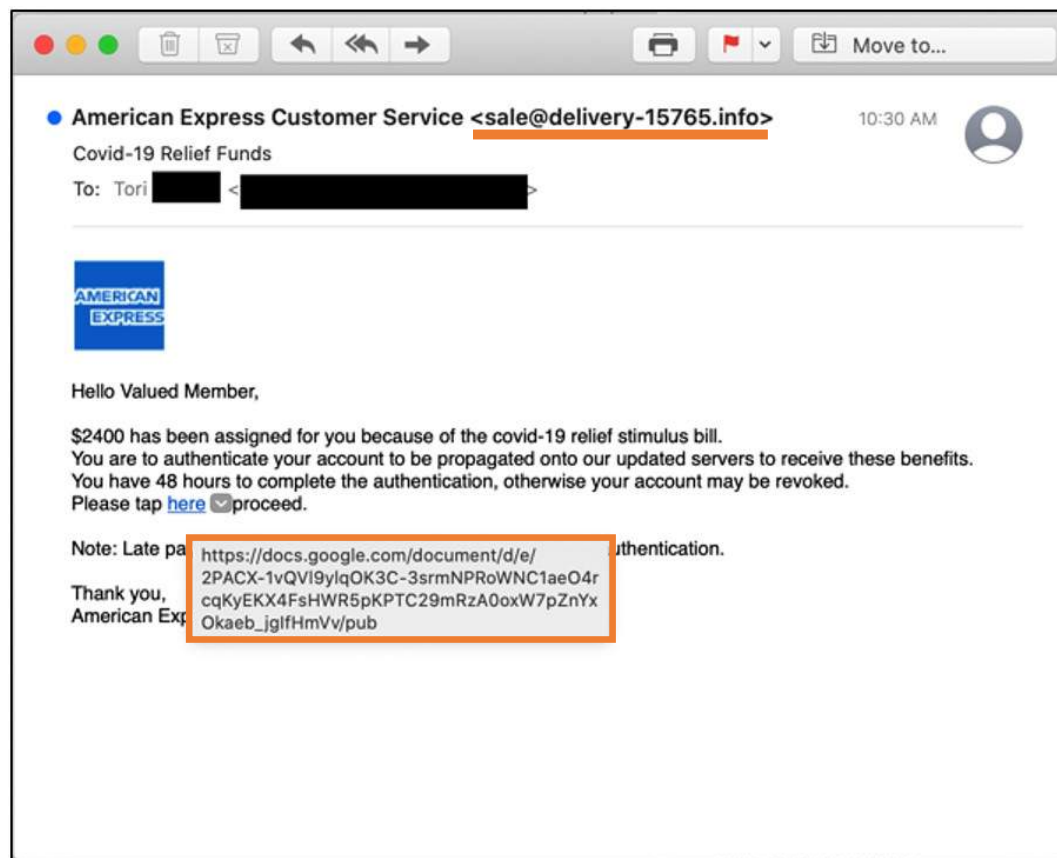 Move to...
American Express Customer Service <sale@delivery-15765.info>
10:30 AM
Covid-19 Relief Funds
To: Tori < >
AMERICAN
EXPRESS
Hello Valued Member,
$2400 has been assigned for you because of the covid-19 relief stimulus bill.
You are to authenticate your account to be propagated onto our updated servers to receive these benefits.
You have 48 hours to complete the authentication, otherwise your account may be revoked.
Please tap here proceed.
Note: Late pa uthentication.
https://docs.google.com/document/d/e/
2PACX-1vQVl9ylqOK3C-3srmNPRoWNC1aeO4r
cqKyEKX4FsHWR5pKPTC29mRzA0oxW7pZnYx
Okaeb_jglfHmVv/pub
Thank you,
American Exp